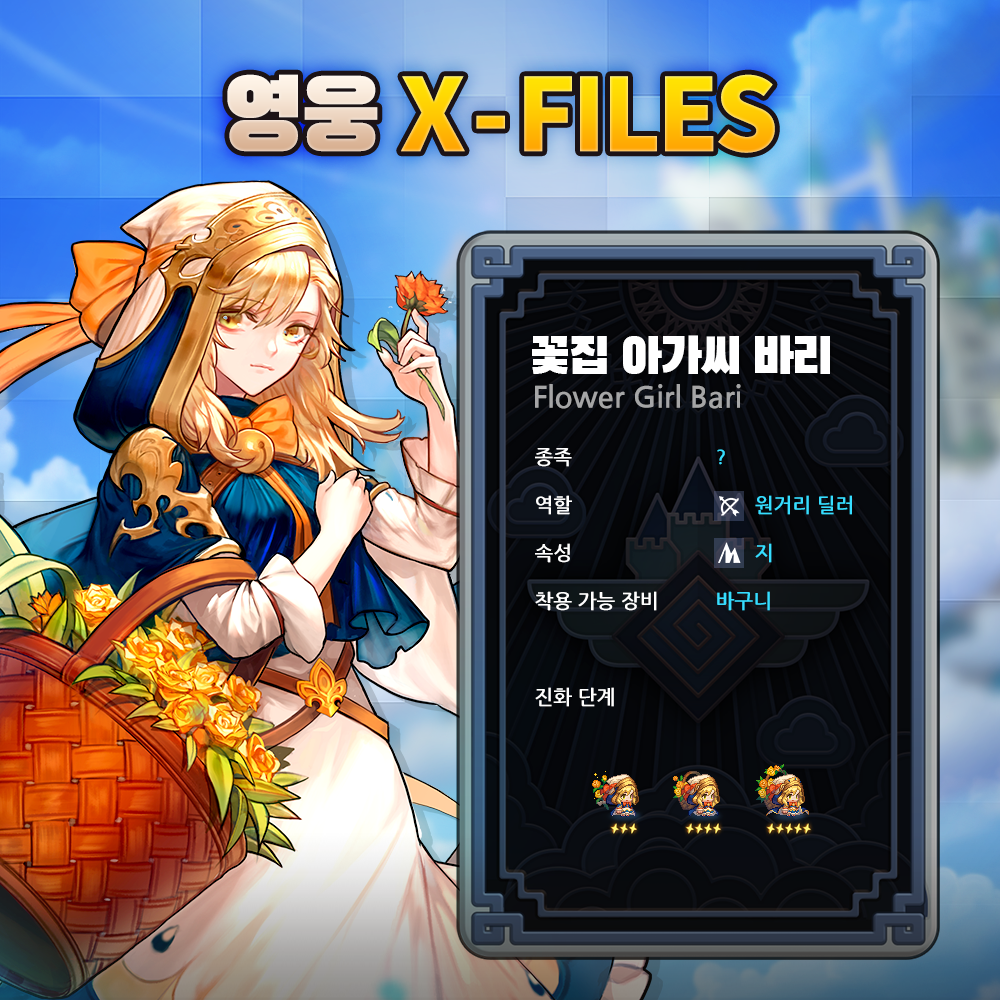 영웅 X-FILES
꽃집 아가씨 바리
Flower Girl Bari
종족 ?
역할 원거리 딜러
속성 지
착용 가능 장비 바구니
진화 단계